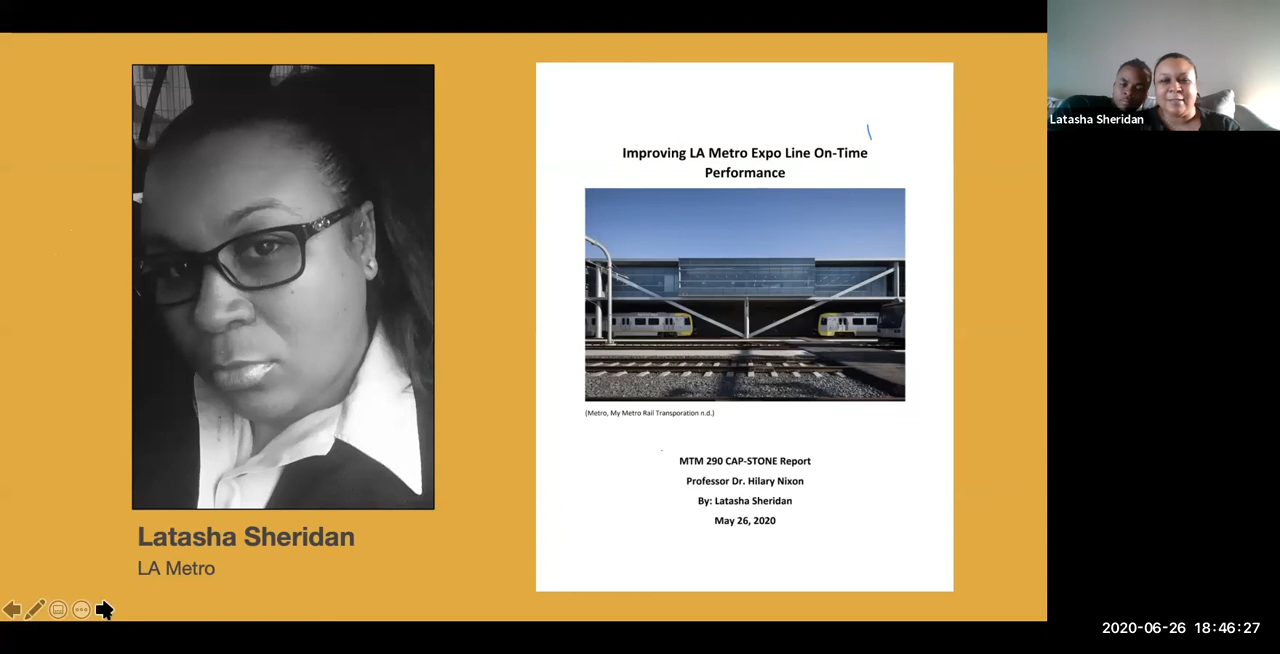 Latasha Sheridan
LA Metro
Improving LA Metro Expo Line On-Time
Performance
(Metro, My Metro Rail Transporation n.d.)
MTM 290 CAP-STONE Report
Professor Dr. Hilary Nixon
By: Latasha Sheridan
May 26, 2020
Latasha Sheridan
2020-06-26 18:46:27